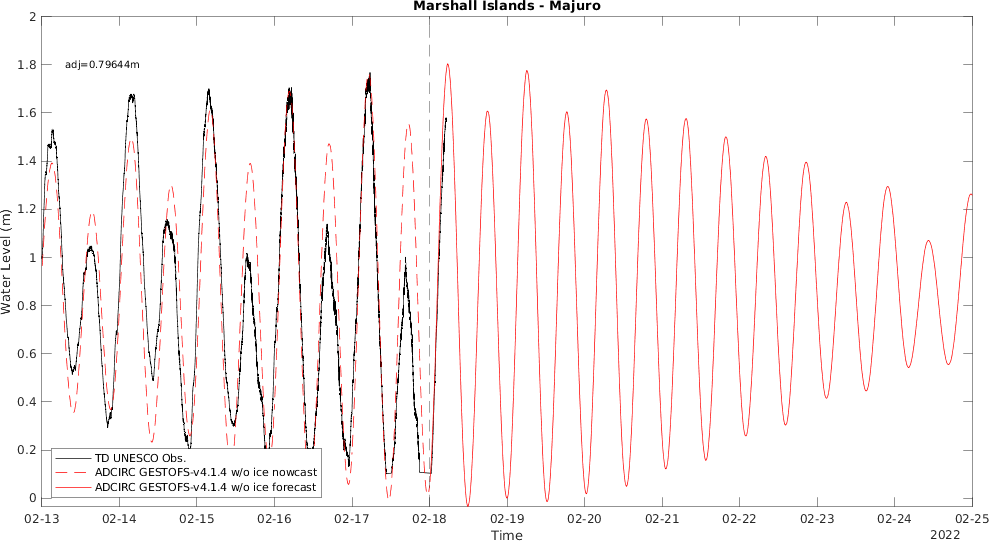 Marshall Islands - Majuro
adj=0.79644m
Water Level (m)
2
1.8
1.6
1.4
1.2
1
0.8
0.6
0.4
0.2
0
TD UNESCO Obs.
ADCIRC GESTOFS-v4.1.4 w/o ice nowcast
ADCIRC GESTOFS-v4.1.4 w/o ice forecast
02-13 02-14 02-15 02-16 02-17 02-18 02-19 02-20 02-21 02-22 02-23 02-24 02-25
Time
2022